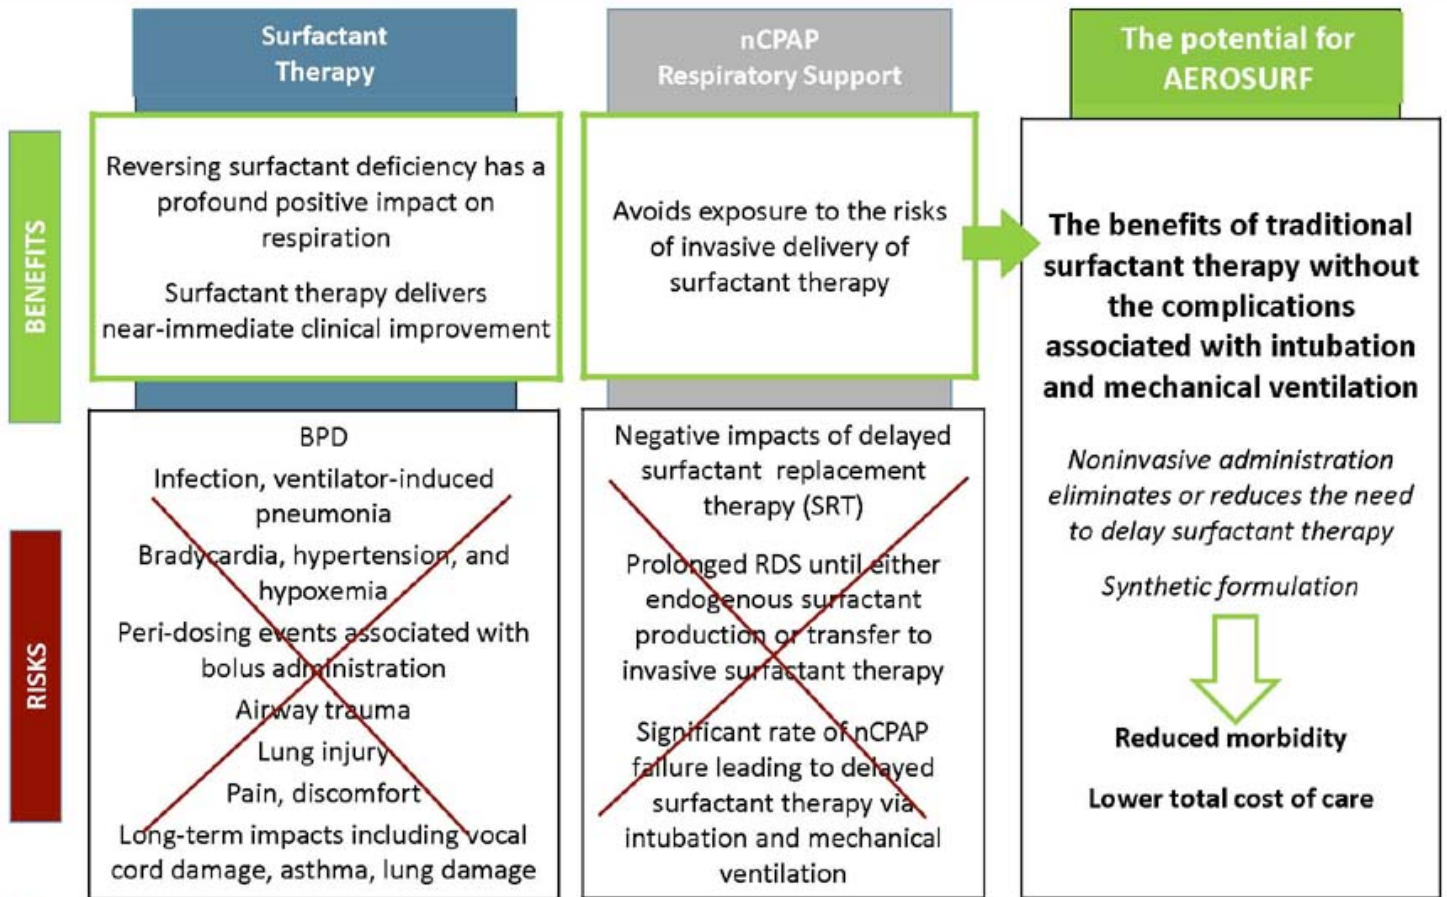 Surfactant
Therapy
nCPAP
Respiratory Support
The potential for
AEROSURF
BENEFITS
Reversing surfactant deficiency has a
profound positive impact on
respiration
Surfactant therapy delivers
near-immediate clinical improvement
Avoids exposure to the risks
of invasive delivery of
surfactant therapy
The benefits of traditional
surfactant therapy without
the complications
associated with intubation
and mechanical ventilation
Noninvasive administration
eliminates or reduces the need
to delay surfactant therapy
Synthetic formulation
Reduced morbidity
Lower total cost of care
RISKS
BPD
Infection, ventilator-induced
pneumonia
Bradycardia, hypertension, and
hypoxemia
Peri-dosing events associated with
bolus administration
Airway trauma
Lung injury
Pain, discomfort
Long-term impacts including vocal
cord damage, asthma, lung damage
Negative impacts of delayed
surfactant replacement
therapy (SRT)
Prolonged RDS until either
endogenous surfactant
production or transfer to
invasive surfactant therapy
Significant rate of nCPAP
failure leading to delayed
surfactant therapy via
intubation and mechanical
ventilation